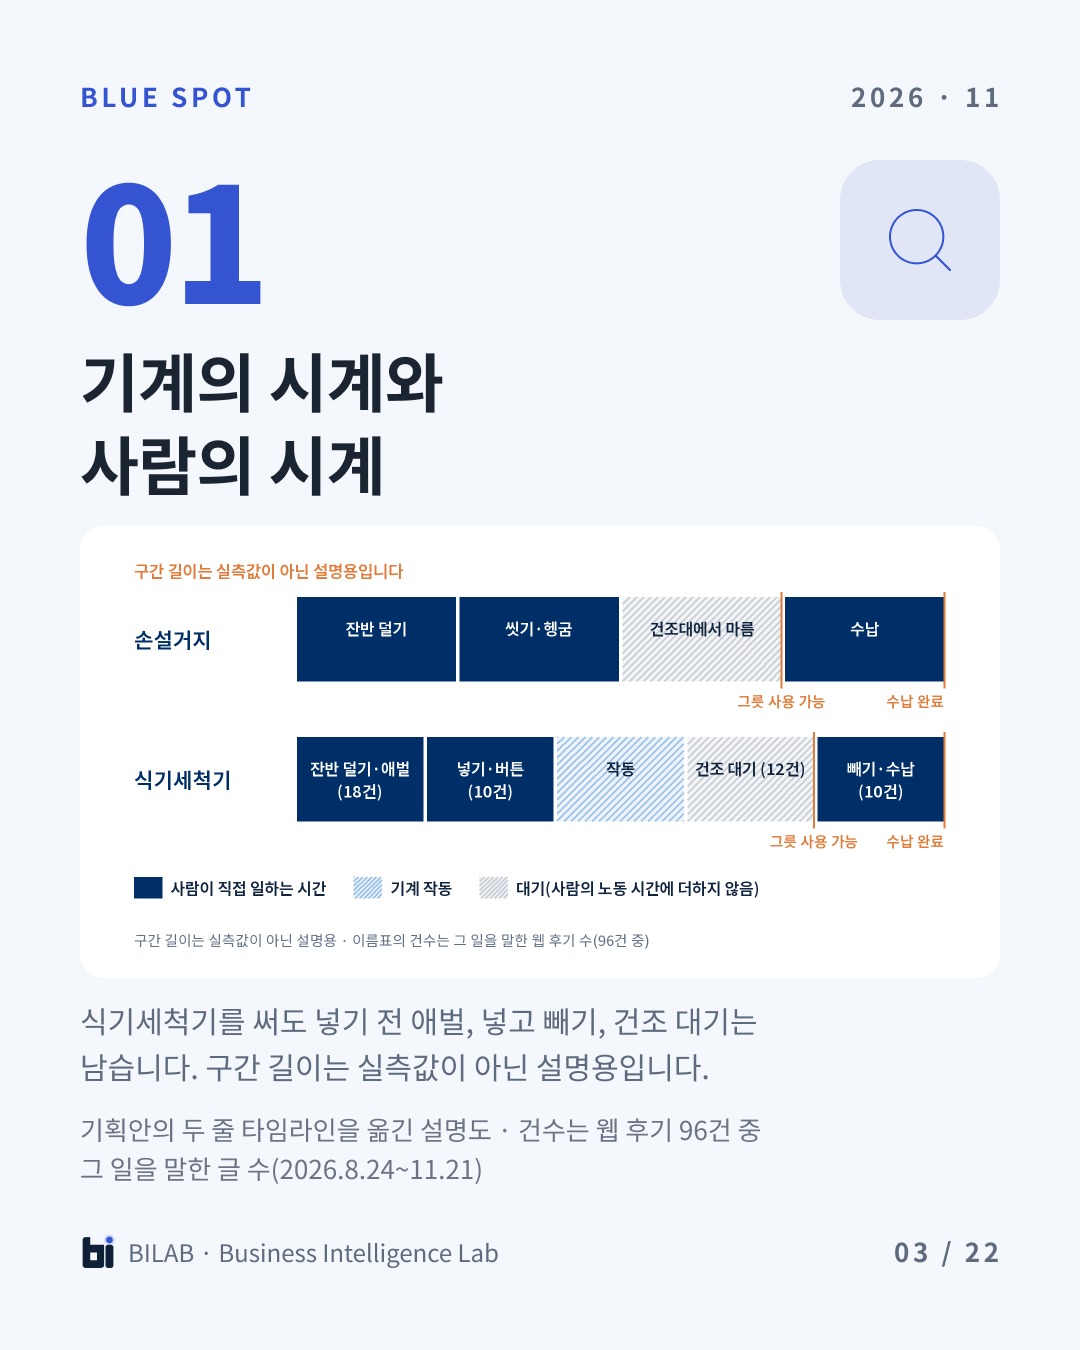 BLUE SPOT
2026 · 11
01
기계의 시계와
사람의 시계
구간 길이는 실측값이 아닌 설명용입니다
손설거지
잔반 덜기
씻기·헹굼
건조대에서 마름
수납
그릇 사용 가능
수납 완료
식기세척기
잔반 덜기·애벌
(18건)
넣기·버튼
(10건)
작동
건조 대기 (12건)
빼기·수납
(10건)
그릇 사용 가능
수납 완료
사람이 직접 일하는 시간
기계 작동
대기(사람의 노동 시간에 더하지 않음)
구간 길이는 실측값이 아닌 설명용 · 이름표의 건수는 그 일을 말한 웹 후기 수(96건 중)
식기세척기를 써도 넣기 전 애벌, 넣고 빼기, 건조 대기는
남습니다. 구간 길이는 실측값이 아닌 설명용입니다.
기획안의 두 줄 타임라인을 옮긴 설명도 · 건수는 웹 후기 96건 중
그 일을 말한 글 수(2026.8.24~11.21)
bi BILAB · Business Intelligence Lab
03 / 22